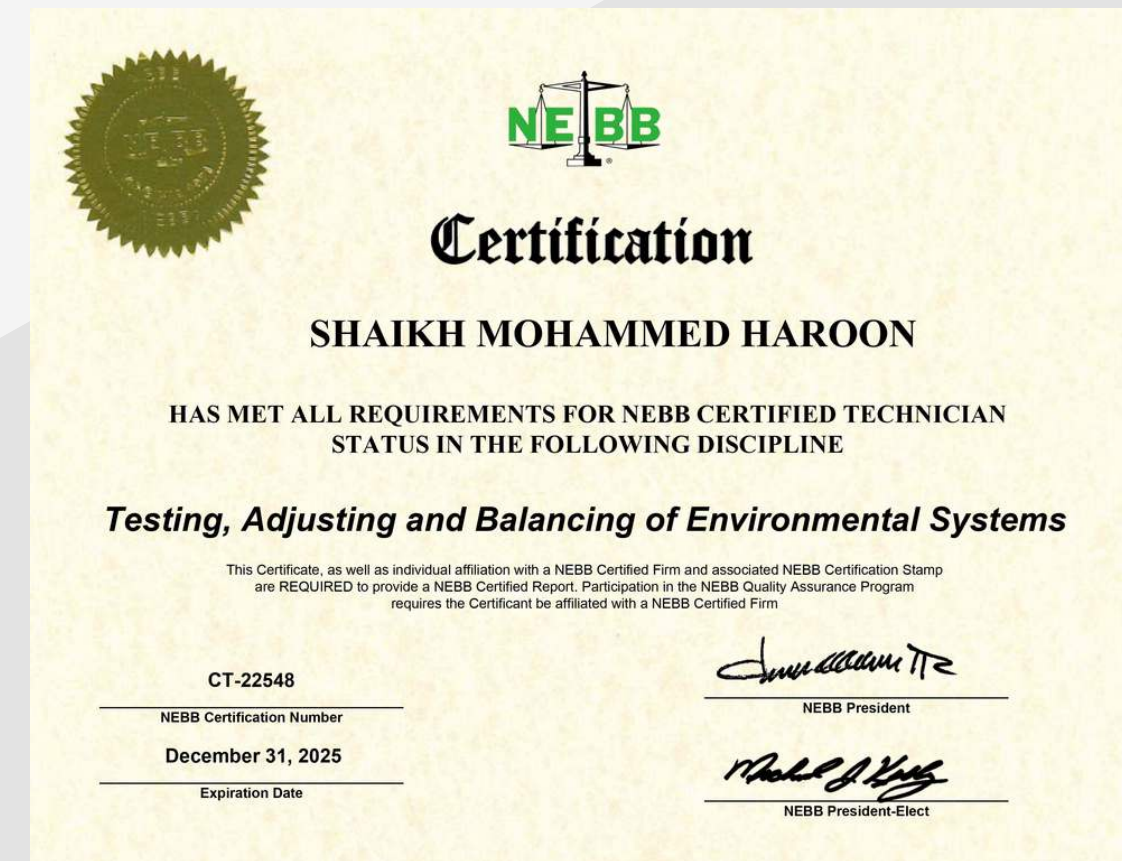 NEBB
NEBB
Certification
SHAIKH MOHAMMED HAROON
HAS MET ALL REQUIREMENTS FOR NEBB CERTIFIED TECHNICIAN
STATUS IN THE FOLLOWING DISCIPLINE
Testing, Adjusting and Balancing of Environmental Systems
This Certificate, as well as individual affiliation with a NEBB Certified Firm and associated NEBB Certification Stamp
are REQUIRED to provide a NEBB Certified Report. Participation in the NEBB Quality Assurance Program
requires the Certificant be affiliated with a NEBB Certified Firm
CT-22548
NEBB Certification Number
NEBB President
December 31, 2025
Expiration Date
NEBB President-Elect